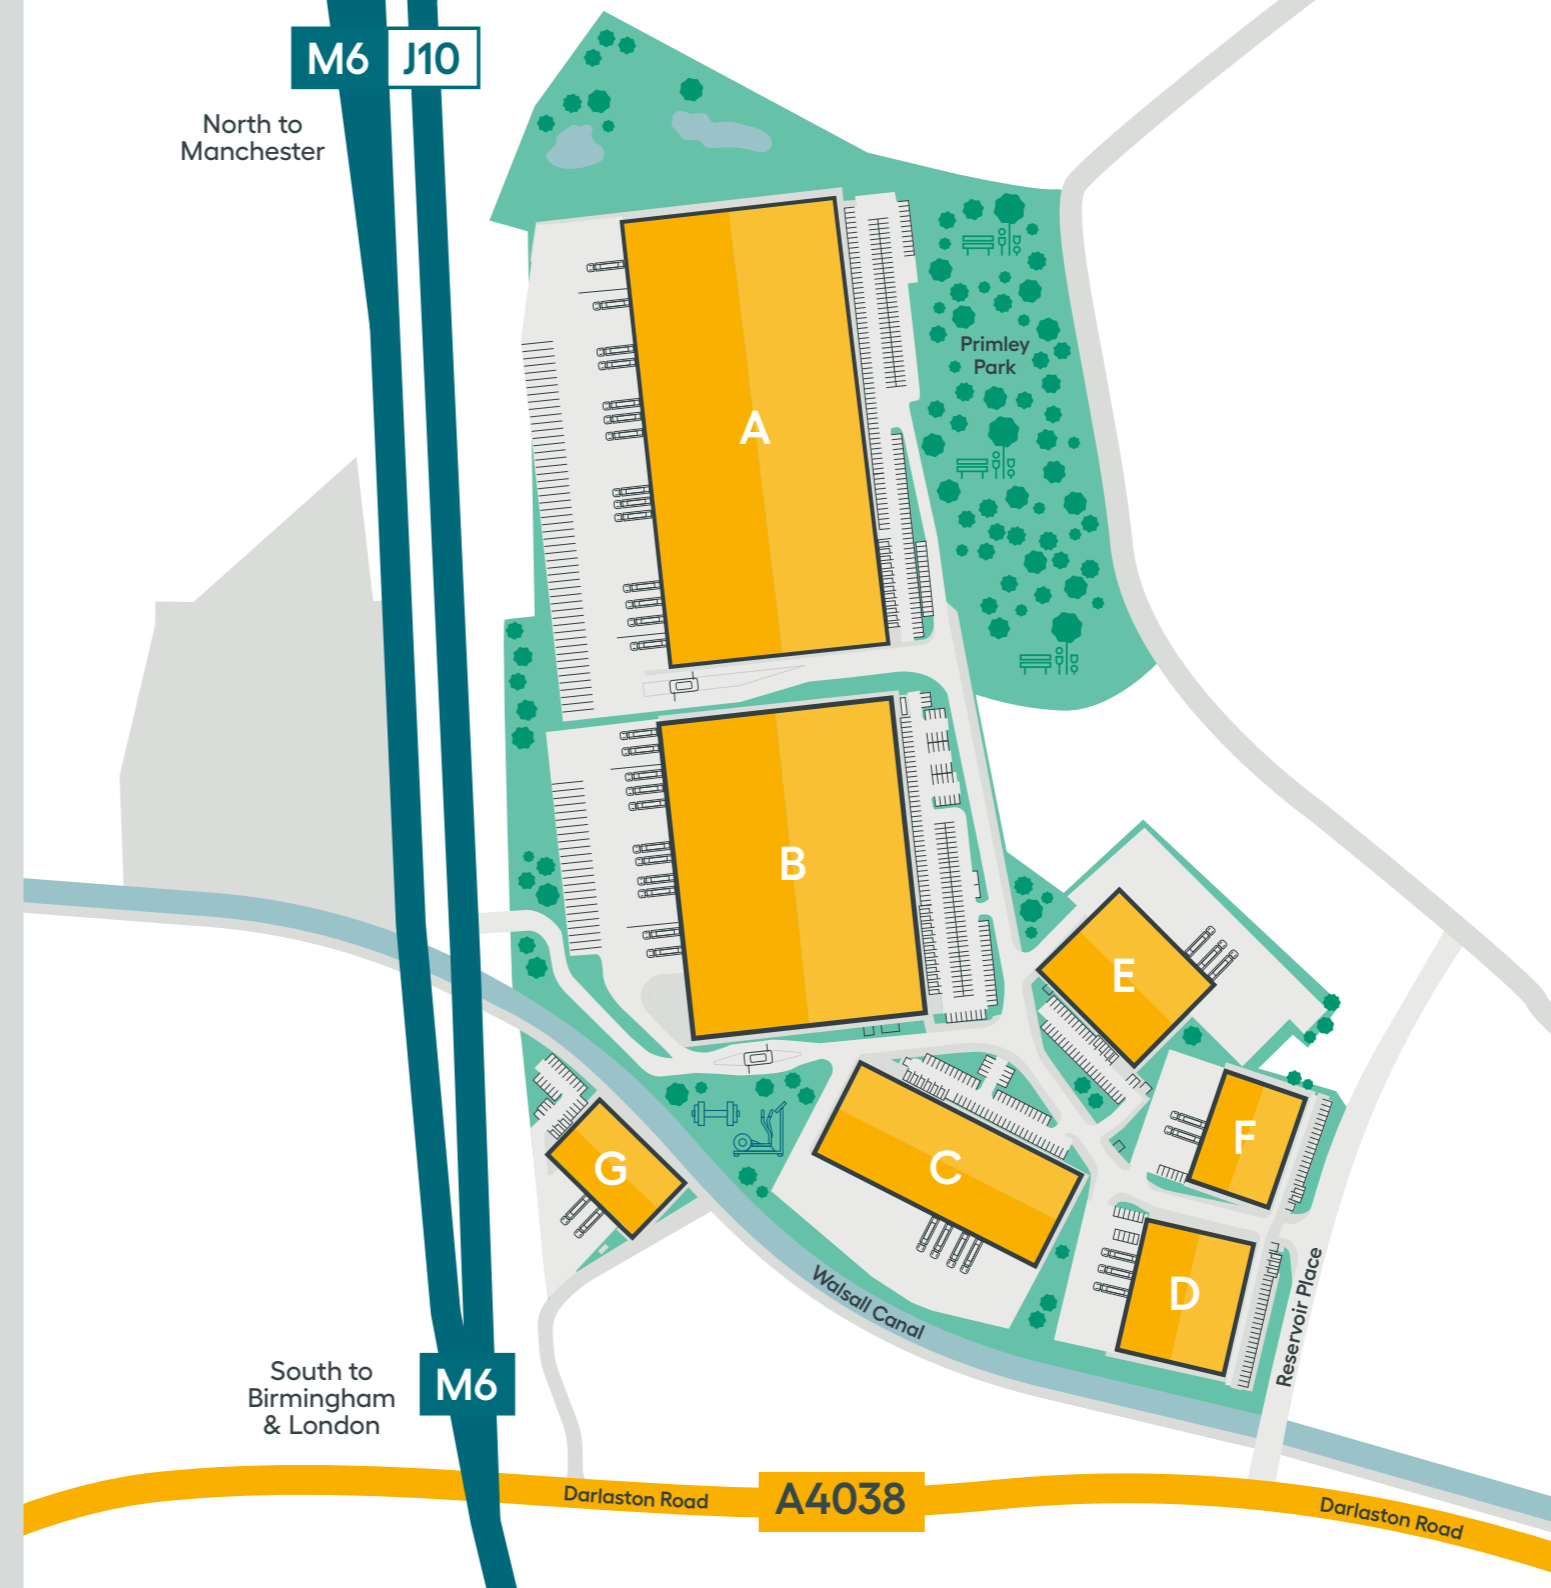 M6 J10
North to
Manchester
A
Primley
Park
B
E
F
C
G
D
Walsall Canal
Reservoir Place
South to
Birmingham
& London
M6
Darlaston Road
A4038
Darlaston Road